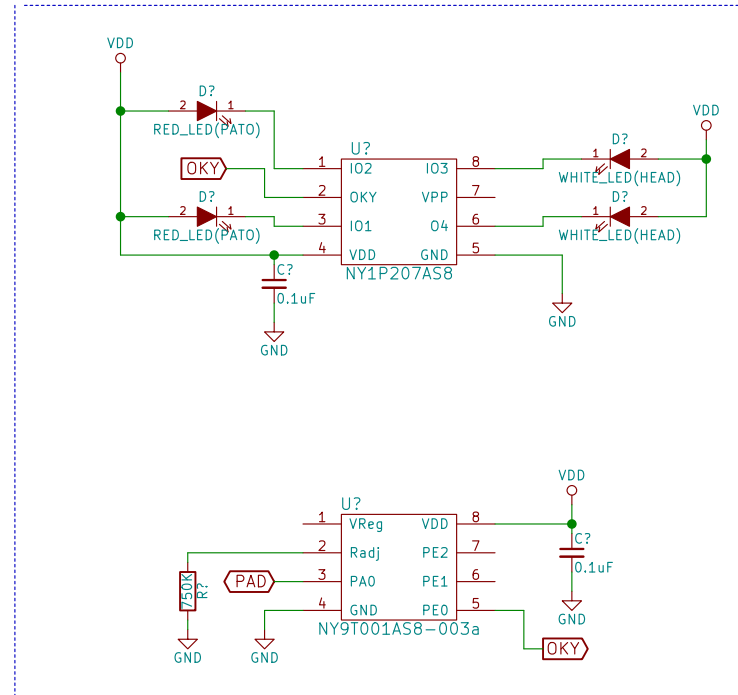 VDD
D?
2 1
RED_LED(PATO)
VDD
D?
1 2
WHITE_LED(HEAD)
U?
OKY
1 IO2 IO3 8
2 OKY VPP 7
3 IO1 O4 6
4 VDD GND 5
NY1P207AS8
D?
2 1
RED_LED(PATO)
D?
1 2
WHITE_LED(HEAD)
C?
0.1uF
GND
GND
VDD
U?
1 VReg VDD 8
2 Radj PE2 7
3 PA0 PE1 6
4 GND PE0 5
NY9T001AS8-003a
C?
0.1uF
GND
750K
R?
PAD
GND
GND
OKY